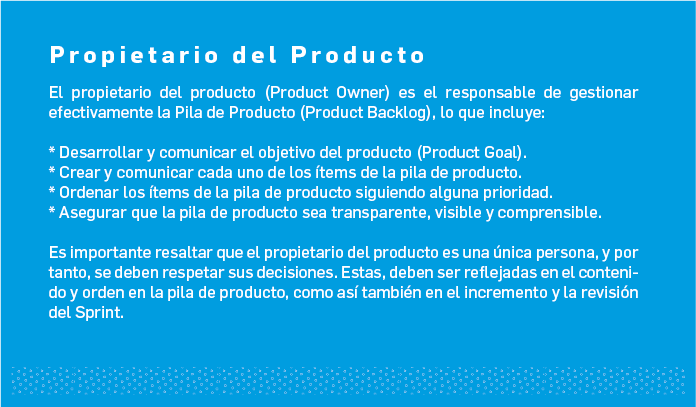 Propietario del Producto
El propietario del producto (Product Owner) es el responsable de gestionar
efectivamente la Pila de Producto (Product Backlog), lo que incluye:
* Desarrollar y comunicar el objetivo del producto (Product Goal).
* Crear y comunicar cada uno de los ítems de la pila de producto.
* Ordenar los ítems de la pila de producto siguiendo alguna prioridad.
* Asegurar que la pila de producto sea transparente, visible y comprensible.
Es importante resaltar que el propietario del producto es una única persona, y por
tanto, se deben respetar sus decisiones. Estas, deben ser reflejadas en el conteni-
do y orden en la pila de producto, como así también en el incremento y la revisión
del Sprint.